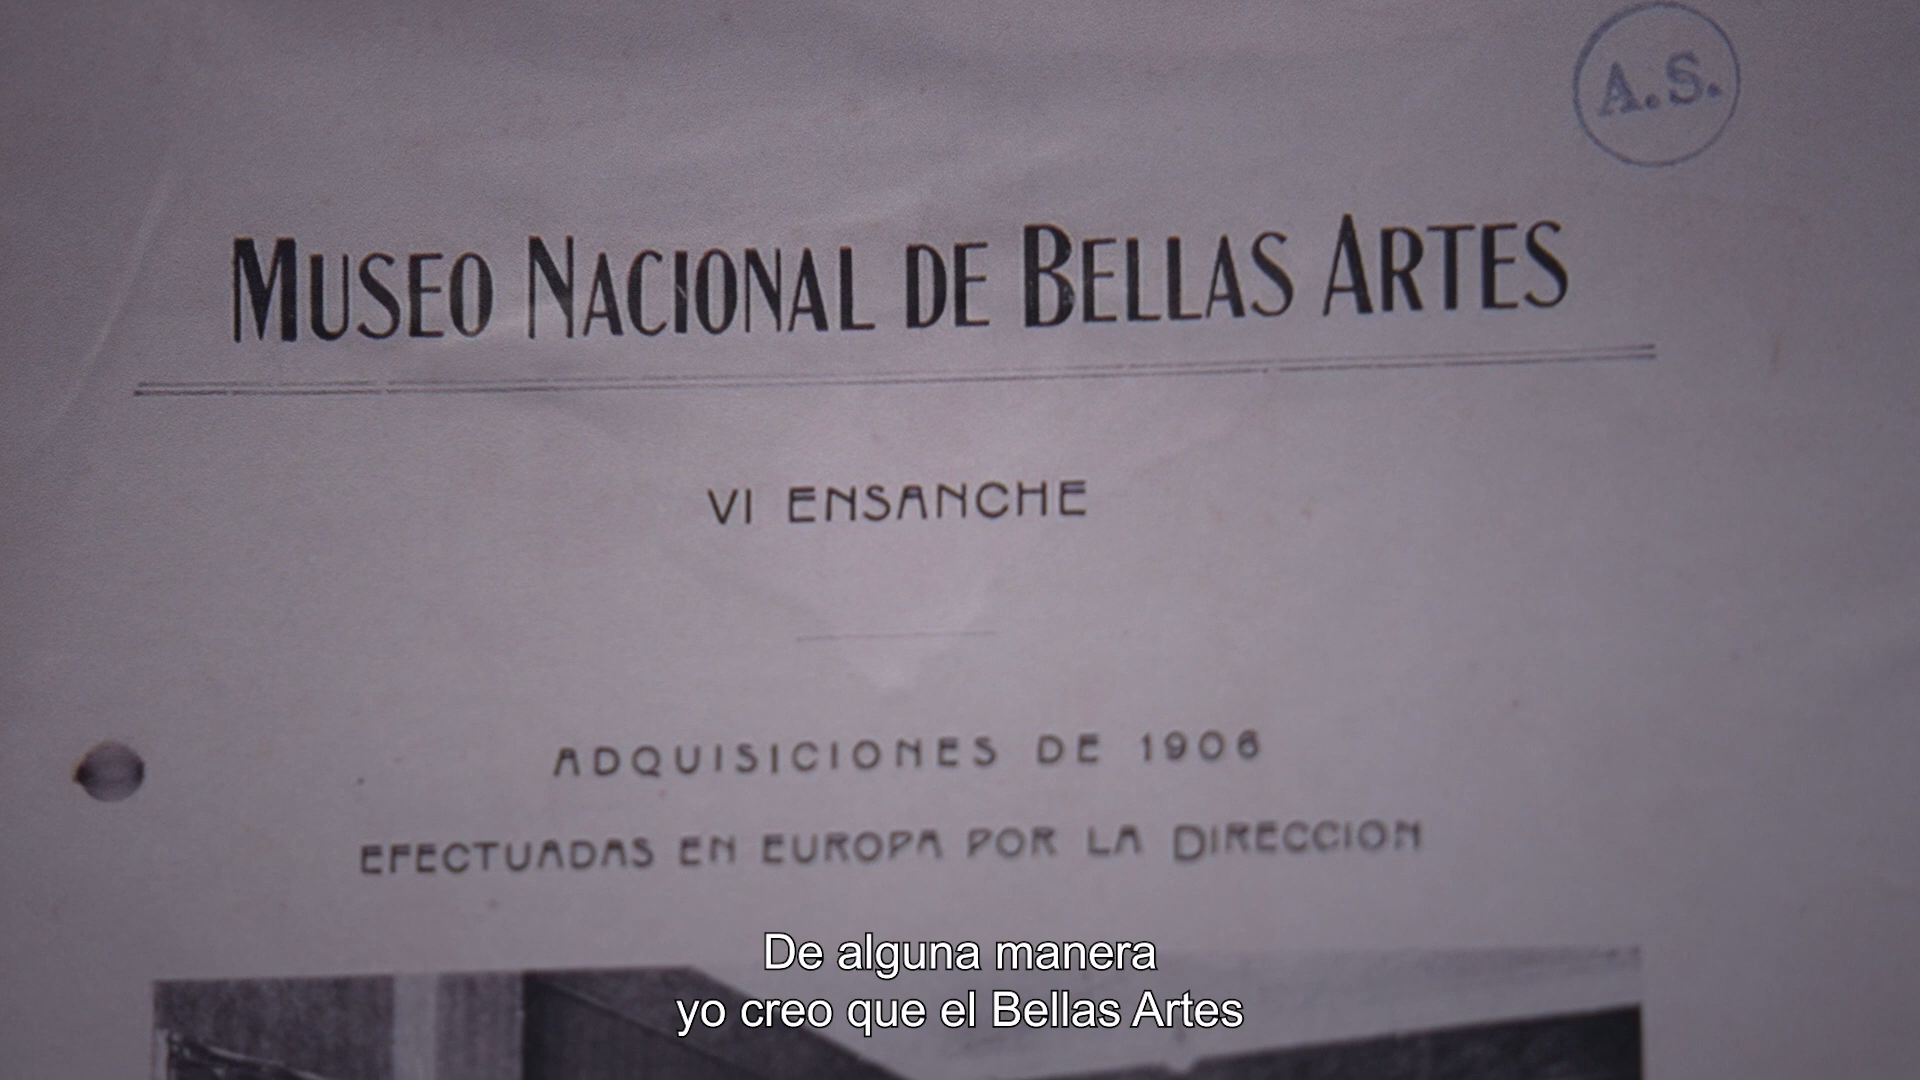 A.S.
MUSEO NACIONAL DE BELLAS ARTES
VI ENSANCHE
ADQUISICIONES DE 1906
EFECTUADAS EN EUROPA POR LA DIRECCION
De alguna manera
yo creo que el Bellas Artes